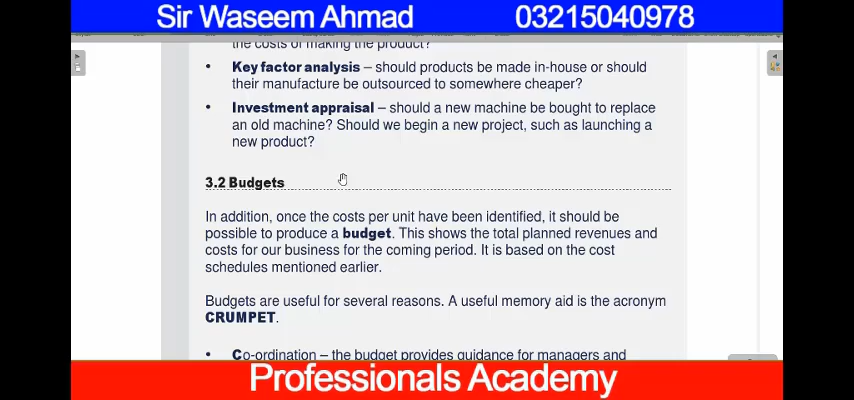 Sir Waseem Ahmad 03215040978
the costs of making the product?
• Key factor analysis – should products be made in-house or should
their manufacture be outsourced to somewhere cheaper?
• Investment appraisal – should a new machine be bought to replace
an old machine? Should we begin a new project, such as launching a
new product?
3.2 Budgets
In addition, once the costs per unit have been identified, it should be
possible to produce a budget. This shows the total planned revenues and
costs for our business for the coming period. It is based on the cost
schedules mentioned earlier.
Budgets are useful for several reasons. A useful memory aid is the acronym
CRUMPET.
• Co-ordination – the budget provides guidance for managers and
Professionals Academy